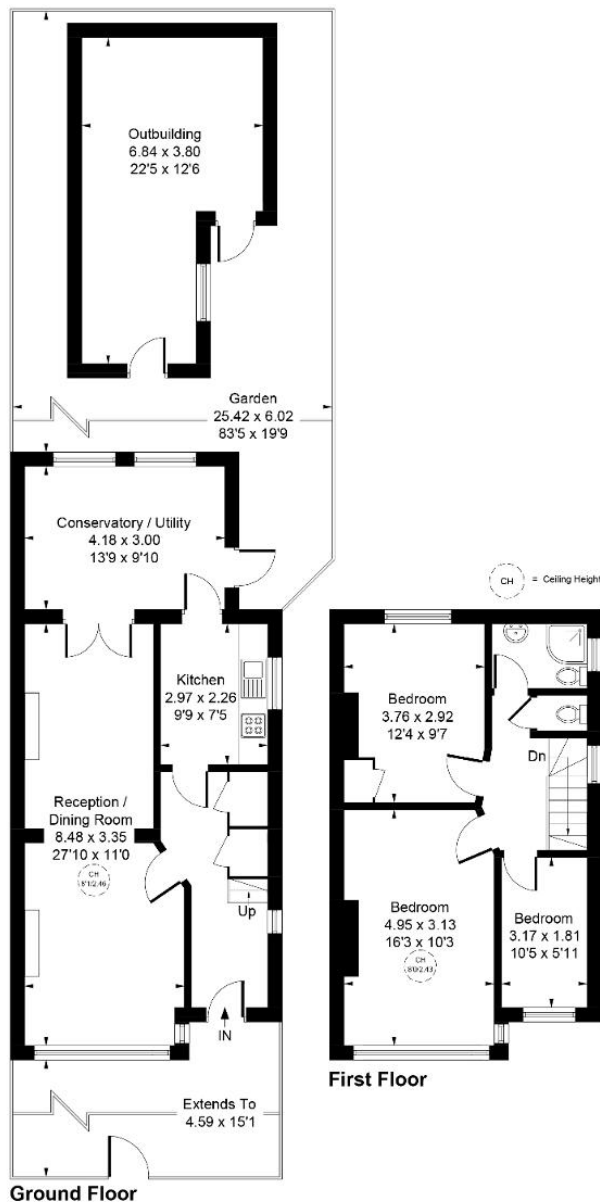 Outbuilding
6.84 x 3.80
22'5 x 12'6
Garden
25.42 x 6.02
83'5 x 19'9
Conservatory / Utility
4.18 x 3.00
13'9 x 9'10
Kitchen
2.97 x 2.26
9'9 x 7'5
Reception /
Dining Room
8.48 x 3.35
27'10 x 11'0
CH
8'1/2.46
Up
IN
Extends To
4.59 x 15'1
Ground Floor
CH = Ceiling Height
Bedroom
3.76 x 2.92
12'4 x 9'7
Dn
Bedroom
4.95 x 3.13
16'3 x 10'3
CH
8'0/2.43
Bedroom
3.17 x 1.81
10'5 x 5'11
First Floor